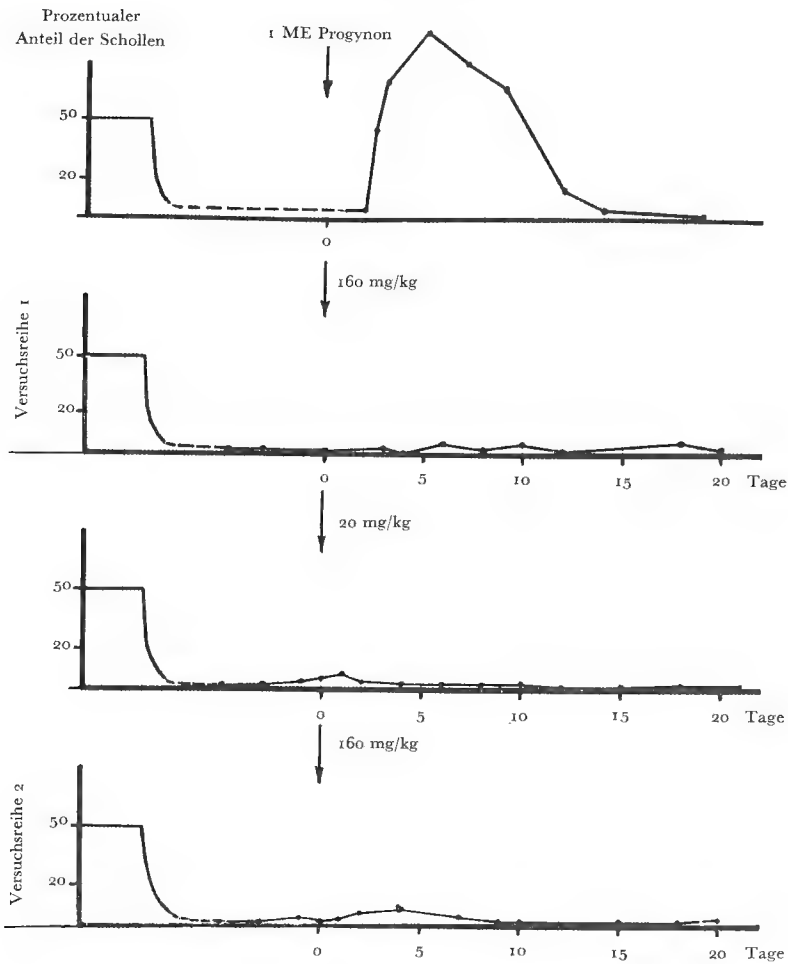 Prozentualer
Anteil der Schollen
1 ME Progynon
50
20
0
160 mg/kg
Versuchsreihe 1
50
20
0 5 10 15 20 Tage
20 mg/kg
50
20
0 5 10 15 20 Tage
160 mg/kg
Versuchsreihe 2
50
20
0 5 10 15 20 Tage